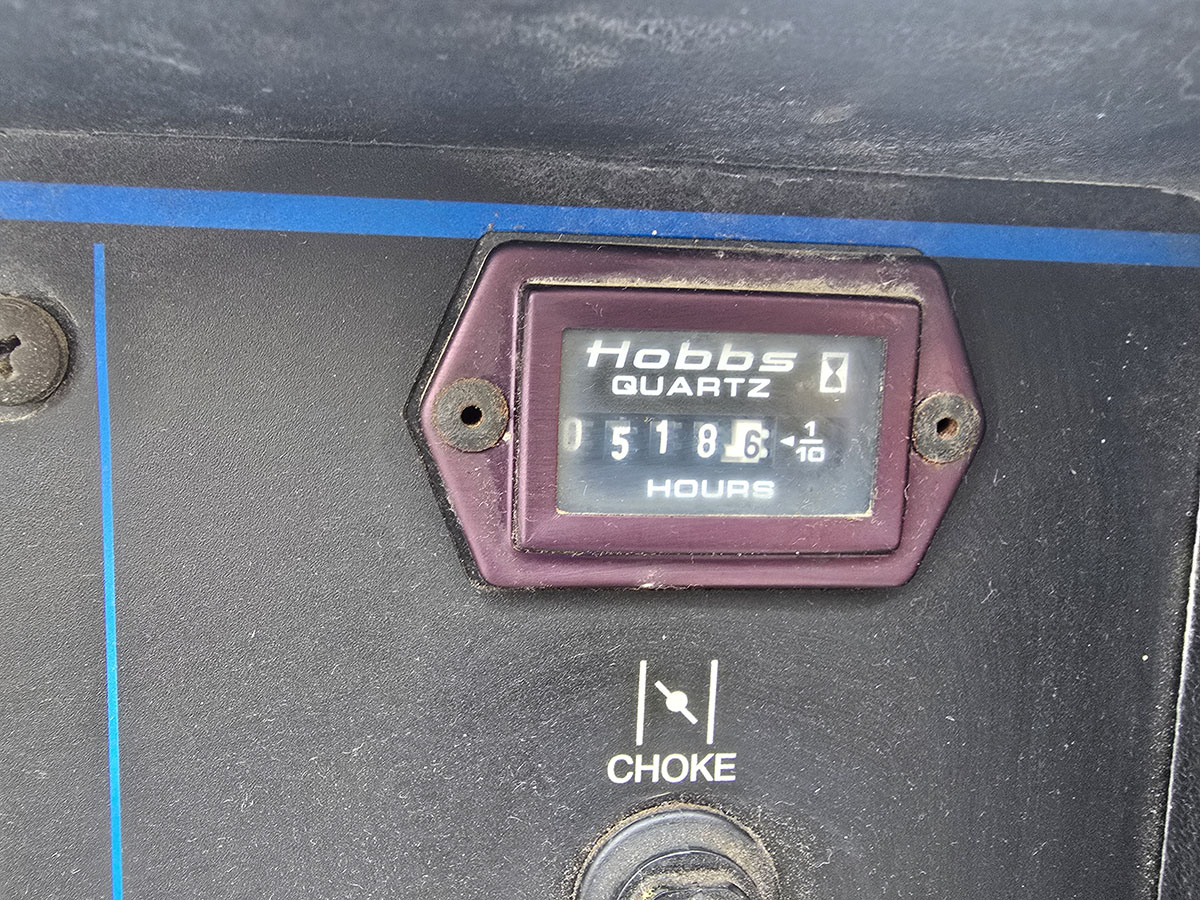 Hobbs
QUARTZ
05186 ◄ 1/10
HOURS
CHOKE